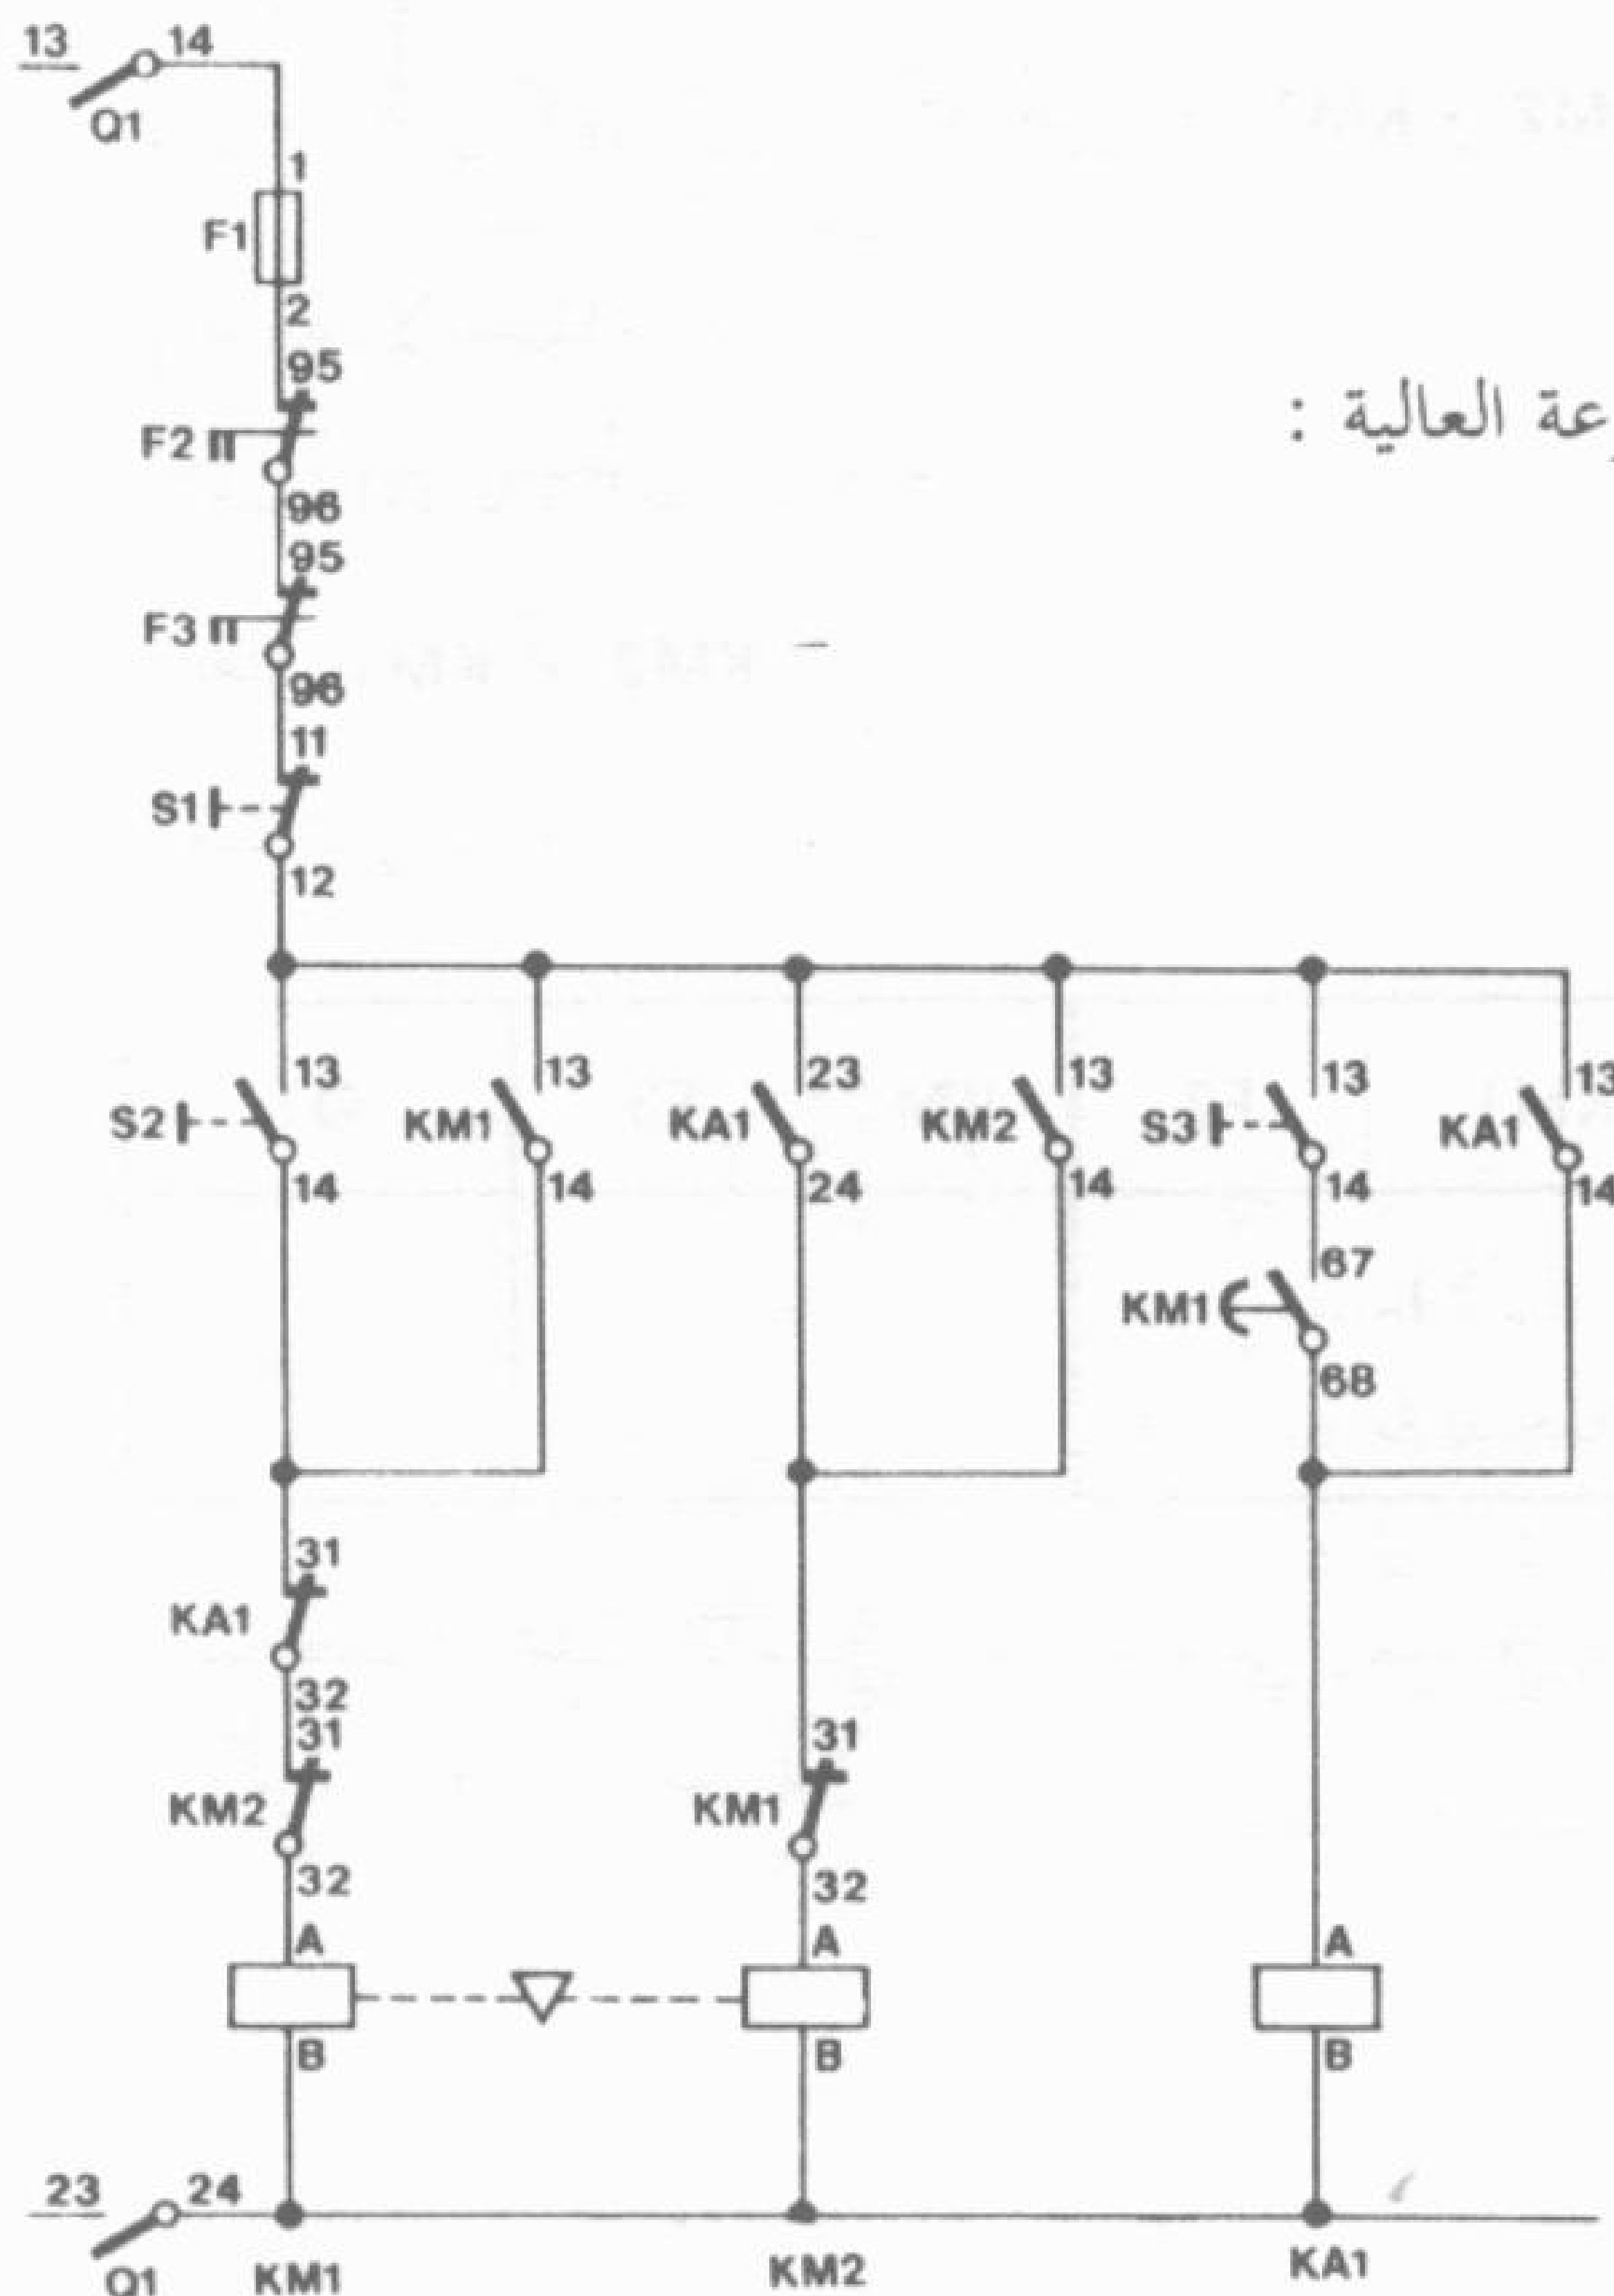 13 14
Q1
1
F1
2
95
F2
96
95
F3
96
11
S1
12
العالية :
13 13 23 13 13 13
S2 KM1 KA1 KM2 S3 KA1
14 14 24 14 14 14
67
KM1
68
31
KA1
32
31 31
KM2 KM1
32 32
A A A
B B B
23 24
Q1 KM1 KM2 KA1